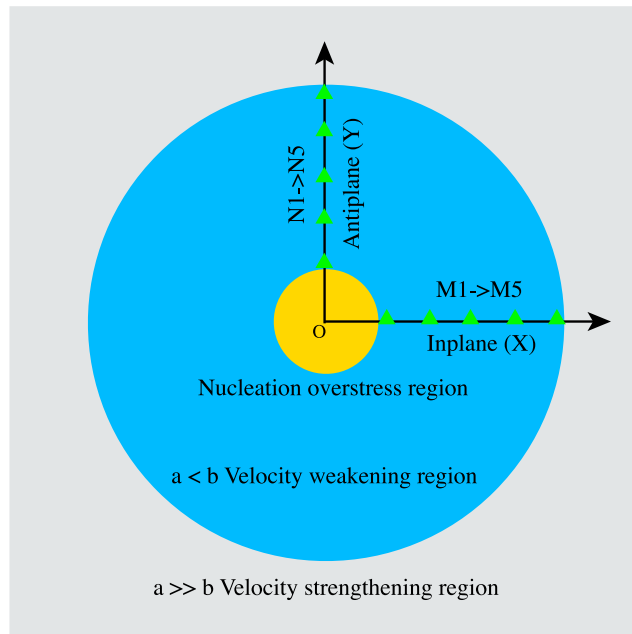 N1->N5
Antiplane (Y)
M1->M5
O
Inplane (X)
Nucleation overstress region
a < b Velocity weakening region
a >> b Velocity strengthening region